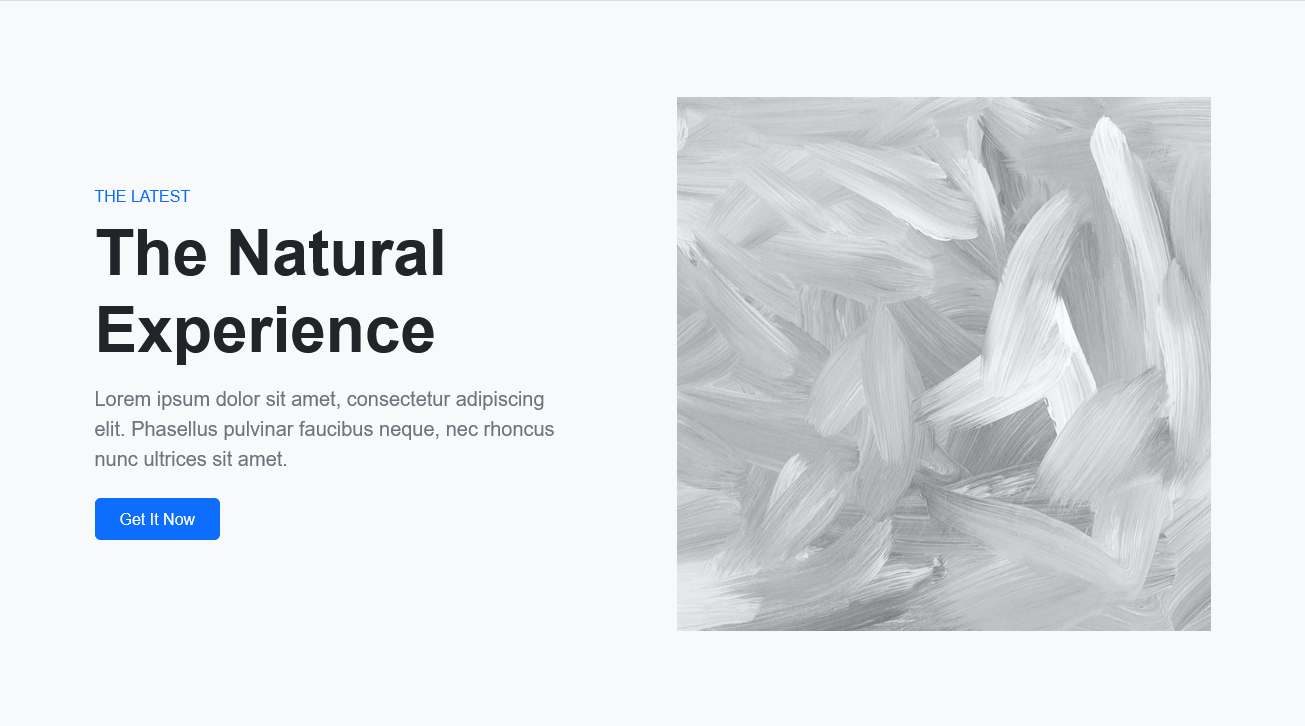 THE LATEST
The Natural
Experience
Lorem ipsum dolor sit amet, consectetur adipiscing
elit. Phasellus pulvinar faucibus neque, nec rhoncus
nunc ultrices sit amet.
Get It Now